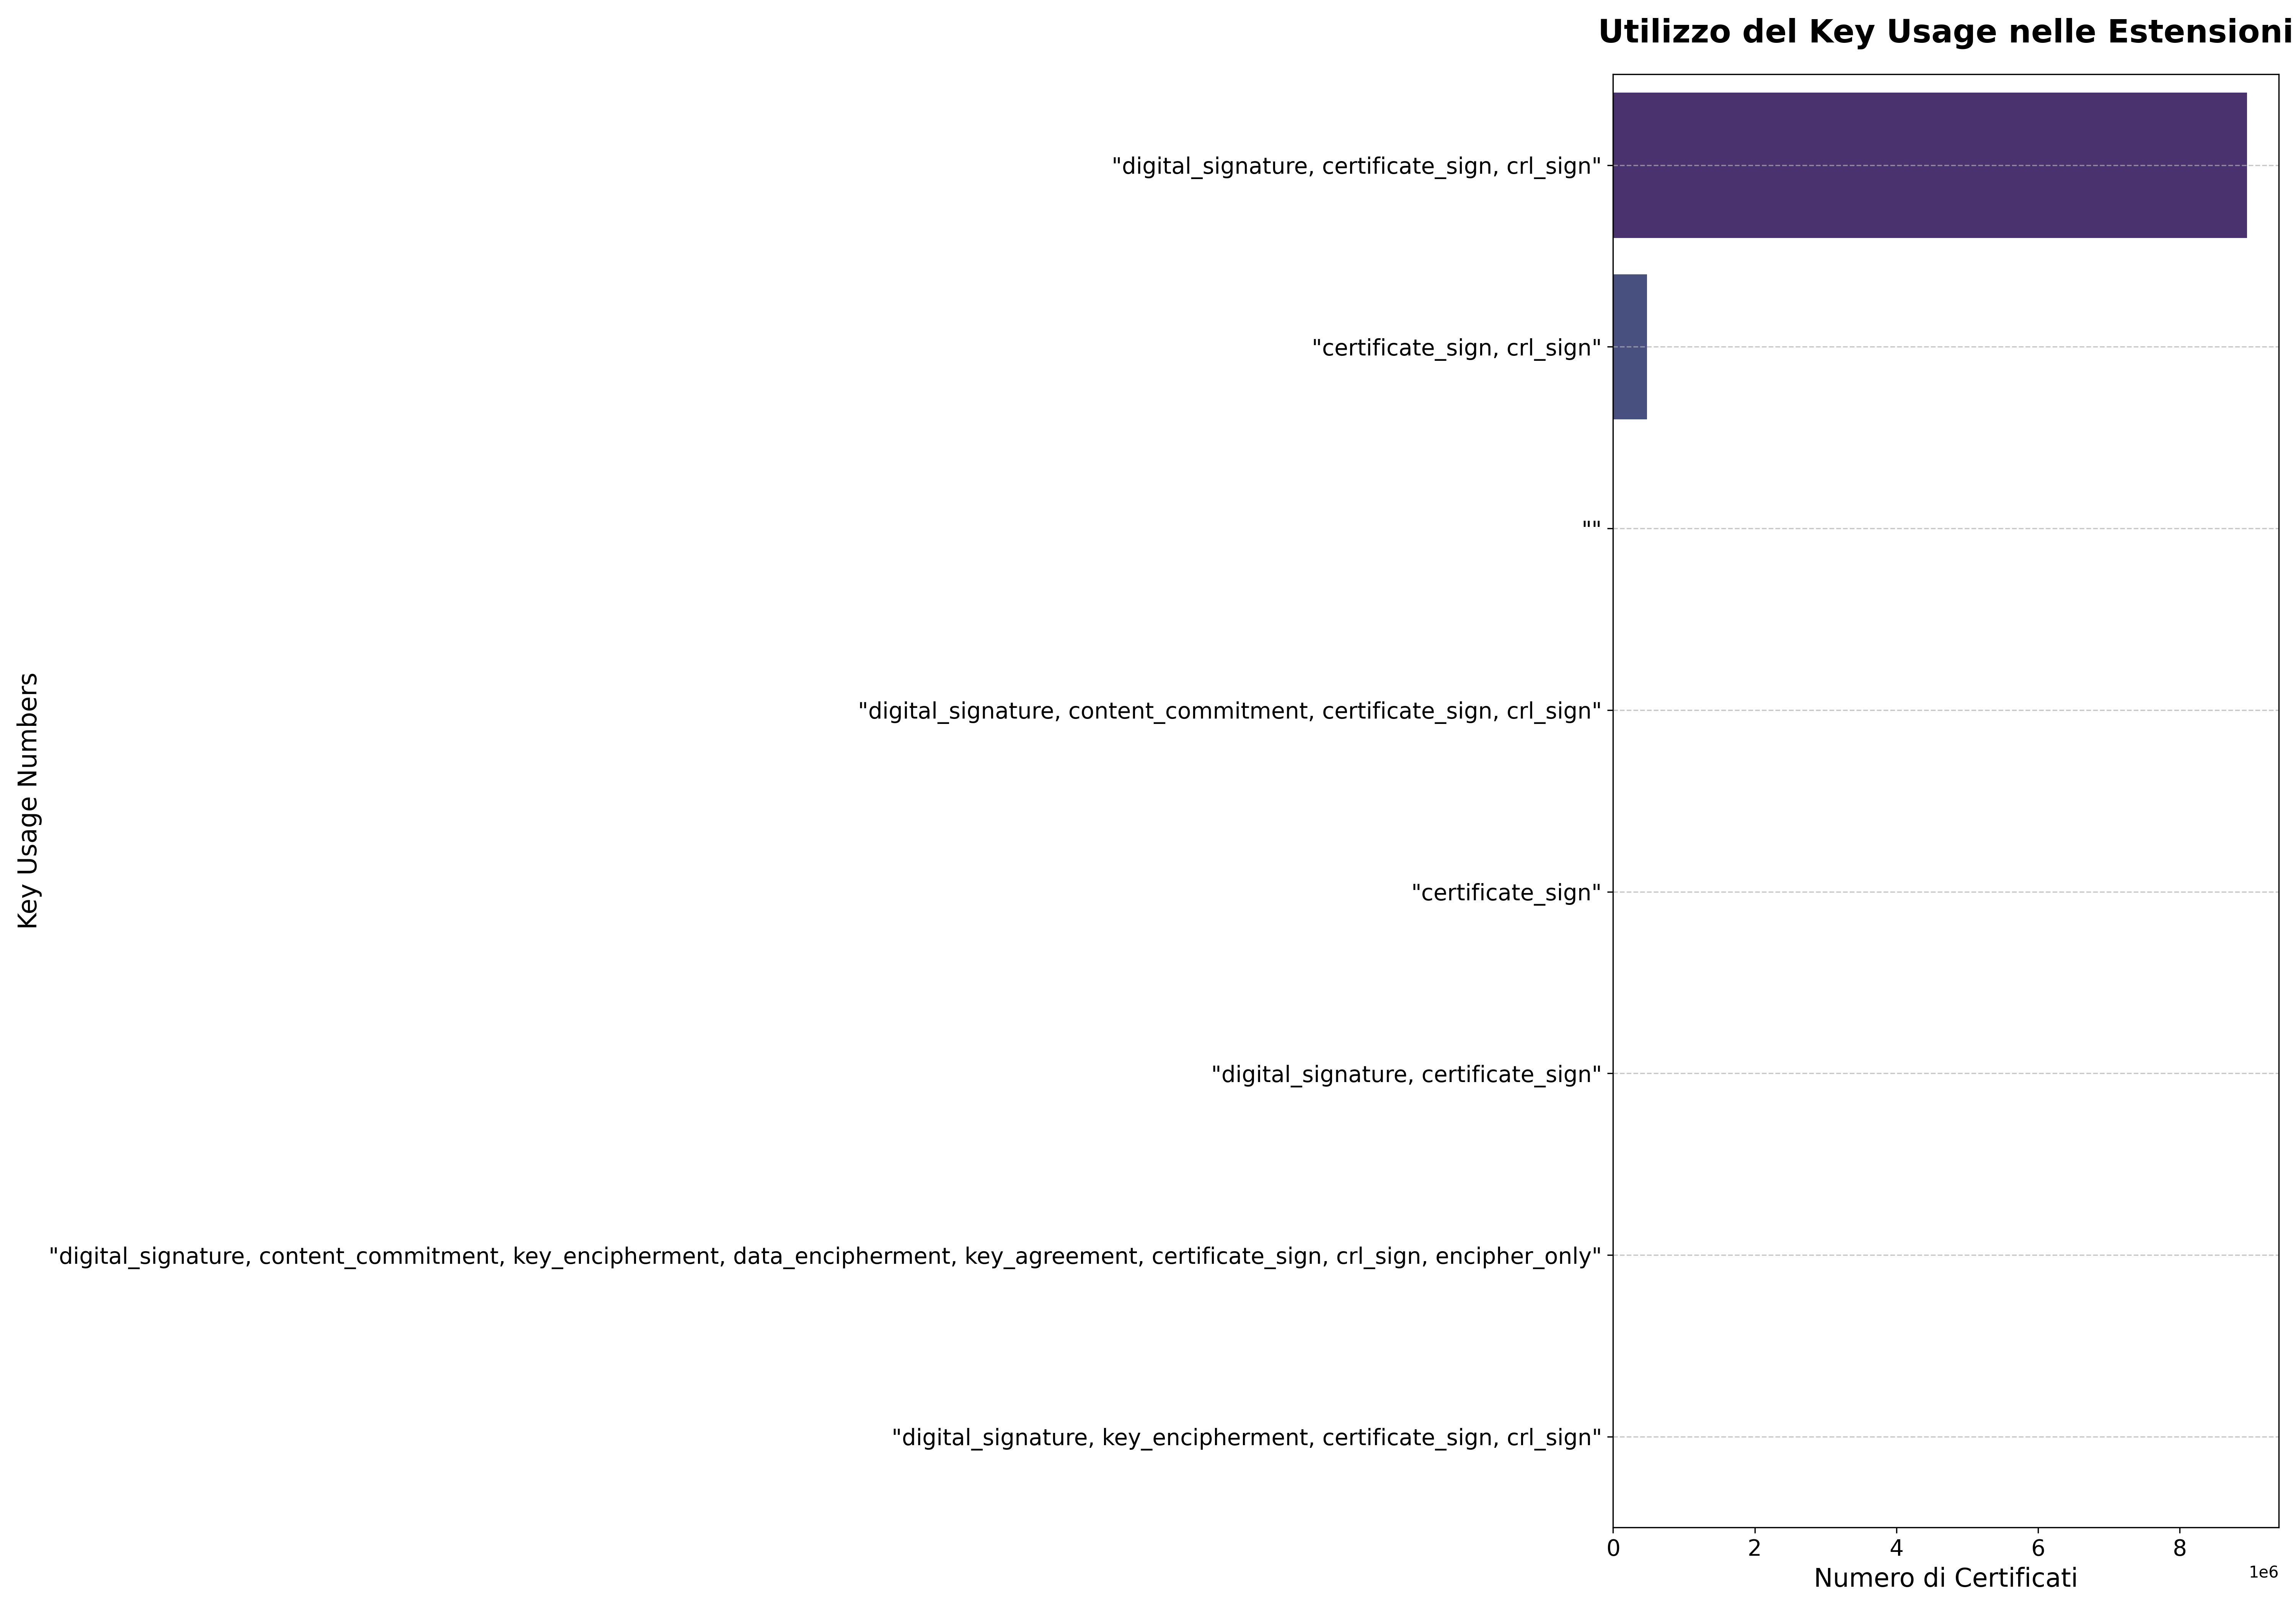 Utilizzo del Key Usage nelle Estensioni
"digital_signature, certificate_sign, crl_sign"
"certificate_sign, crl_sign"
""
"digital_signature, content_commitment, certificate_sign, crl_sign"
"certificate_sign"
"digital_signature, certificate_sign"
"digital_signature, content_commitment, key_encipherment, data_encipherment, key_agreement, certificate_sign, crl_sign, encipher_only"
"digital_signature, key_encipherment, certificate_sign, crl_sign"
Key Usage Numbers
0 2 4 6 8
1e6
Numero di Certificati